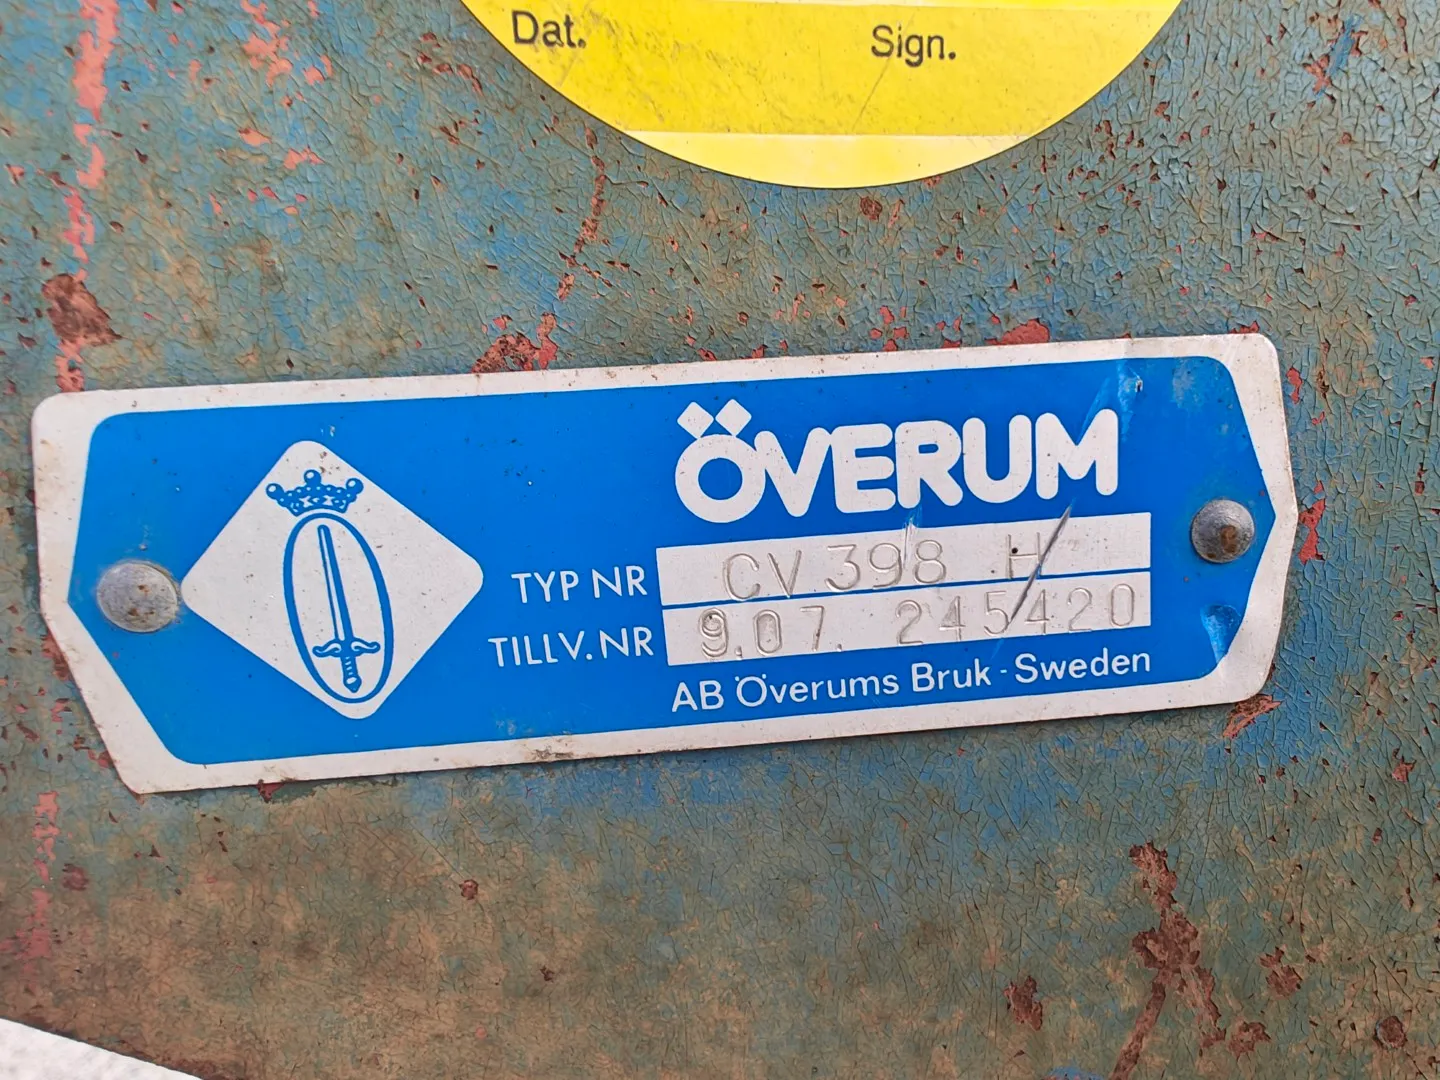 Dat. Sign.
ÖVERUM
TYP NR CV 398 H
TILLV. NR 9.07. 245420
AB Överums Bruk - Sweden